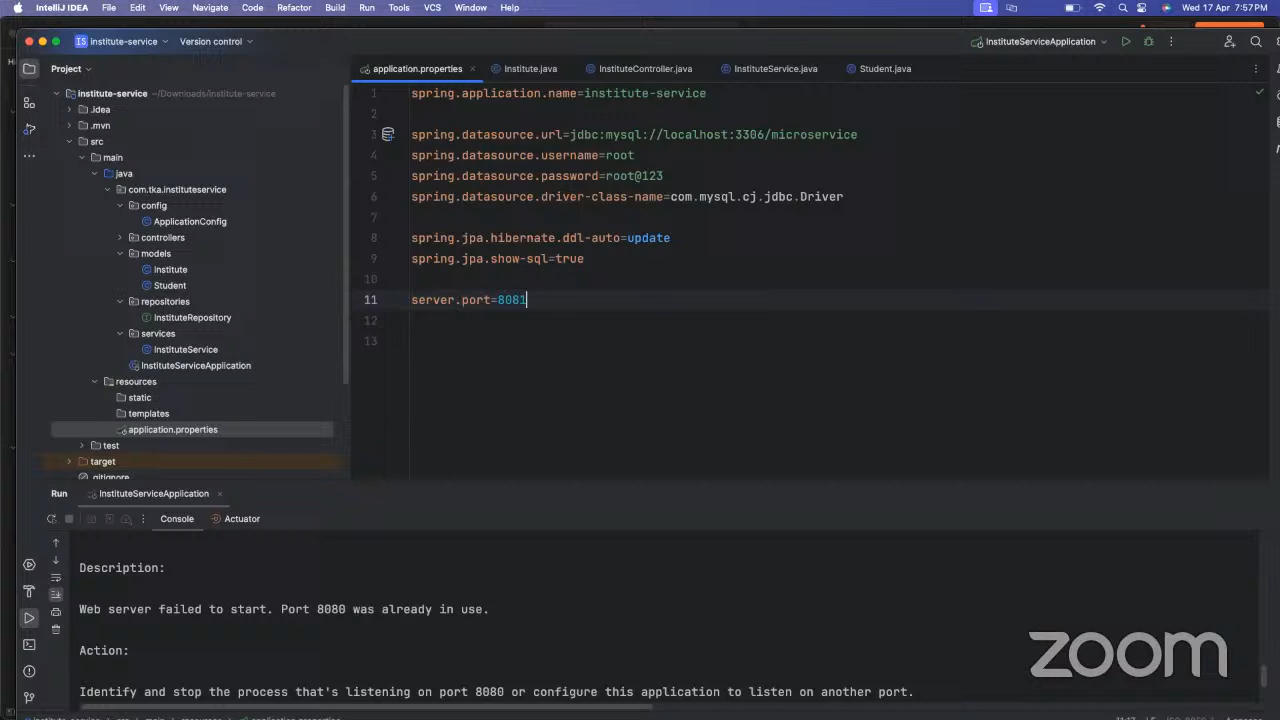 IntelliJ IDEA File Edit View Navigate Code Refactor Build Run Tools VCS Window Help Wed 17 Apr 7:57 PM
IS institute-service Version control InstituteServiceApplication
Project
application.properties Institute.java InstituteController.java InstituteService.java Student.java
institute-service ~/Downloads/institute-service
.idea
.mvn
src
main
java
com.tka.instituteservice
config
ApplicationConfig
controllers
models
Institute
Student
repositories
InstituteRepository
services
InstituteService
InstituteServiceApplication
resources
static
templates
application.properties
test
target
.gitignore
1 spring.application.name=institute-service
2
3 spring.datasource.url=jdbc:mysql://localhost:3306/microservice
4 spring.datasource.username=root
5 spring.datasource.password=root@123
6 spring.datasource.driver-class-name=com.mysql.cj.jdbc.Driver
7
8 spring.jpa.hibernate.ddl-auto=update
9 spring.jpa.show-sql=true
10
11 server.port=8081
12
13
Run InstituteServiceApplication
Console Actuator
Description:
Web server failed to start. Port 8080 was already in use.
Action:
Identify and stop the process that's listening on port 8080 or configure this application to listen on another port.
zoom